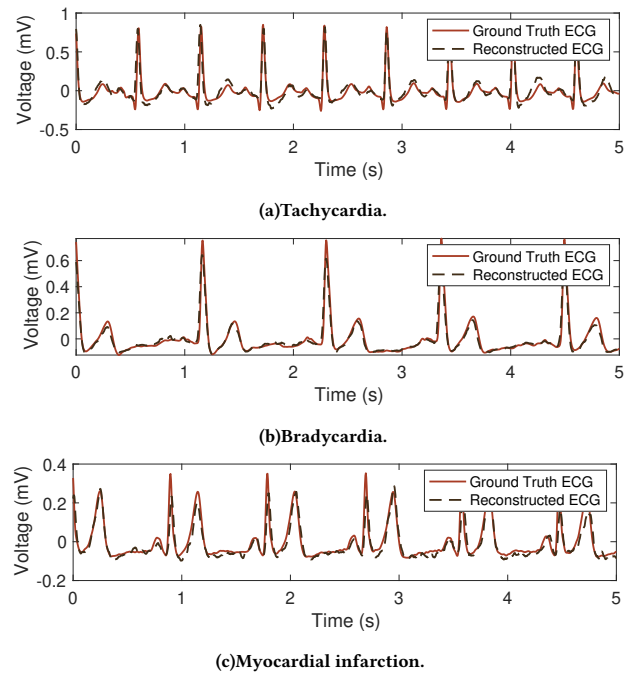 1
0.5
0
-0.5
Voltage (mV)
Ground Truth ECG
Reconstructed ECG
0 1 2 3 4 5
Time (s)
(a)Tachycardia.
0.6
0.4
0.2
0
Voltage (mV)
Ground Truth ECG
Reconstructed ECG
0 1 2 3 4 5
Time (s)
(b)Bradycardia.
0.4
0.2
0
-0.2
Voltage (mV)
Ground Truth ECG
Reconstructed ECG
0 1 2 3 4 5
Time (s)
(c)Myocardial infarction.